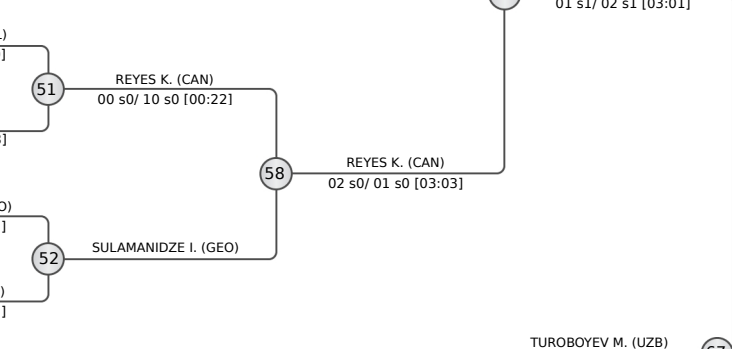 01 s1/ 02 s1 [03:01]
51
REYES K. (CAN)
00 s0/ 10 s0 [00:22]
58
REYES K. (CAN)
02 s0/ 01 s0 [03:03]
O)
52
SULAMANIDZE I. (GEO)
TUROBOYEV M. (UZB)